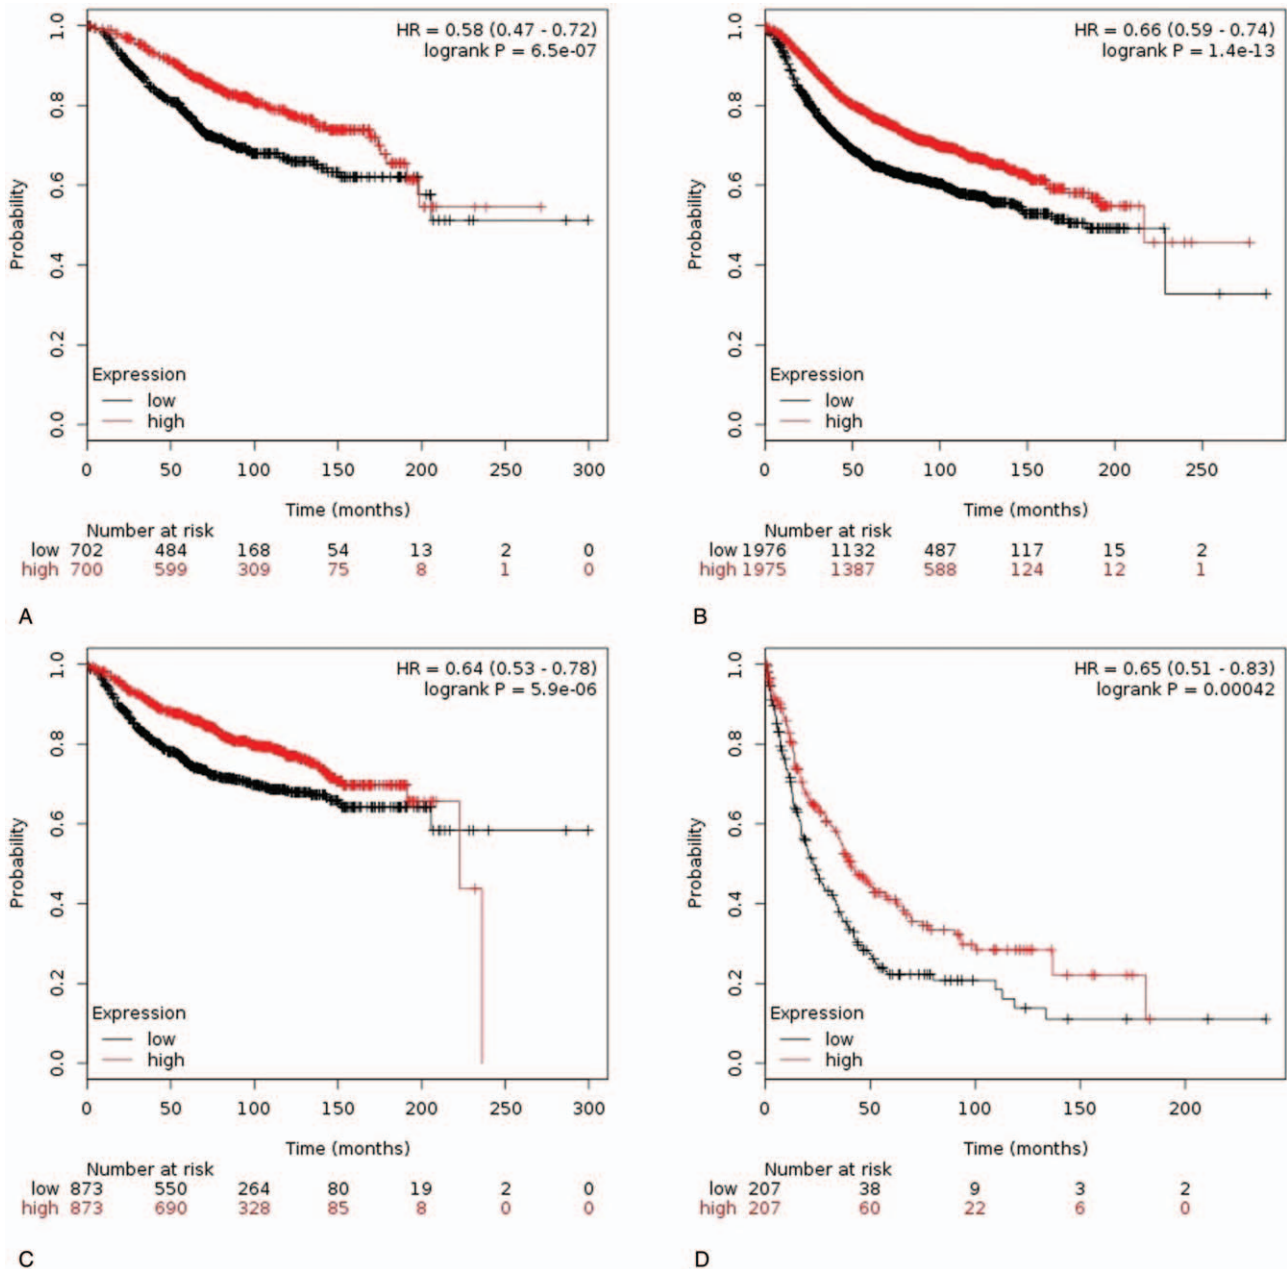 HR = 0.58 (0.47 - 0.72)
logrank P = 6.5e-07
Probability
1.0
0.8
0.6
0.4
0.2
0.0
Expression
low
high
0 50 100 150 200 250 300
Time (months)
Number at risk
low 702 484 168 54 13 2 0
high 700 599 309 75 8 1 0
A
HR = 0.66 (0.59 - 0.74)
logrank P = 1.4e-13
Probability
1.0
0.8
0.6
0.4
0.2
0.0
Expression
low
high
0 50 100 150 200 250
Time (months)
Number at risk
low 1976 1132 487 117 15 2
high 1975 1387 588 124 12 1
B
HR = 0.64 (0.53 - 0.78)
logrank P = 5.9e-06
Probability
1.0
0.8
0.6
0.4
0.2
0.0
Expression
low
high
0 50 100 150 200 250 300
Time (months)
Number at risk
low 873 550 264 80 19 2 0
high 873 690 328 85 8 0 0
C
HR = 0.65 (0.51 - 0.83)
logrank P = 0.00042
Probability
1.0
0.8
0.6
0.4
0.2
0.0
Expression
low
high
0 50 100 150 200
Time (months)
Number at risk
low 207 38 9 3 2
high 207 60 22 6 0
D